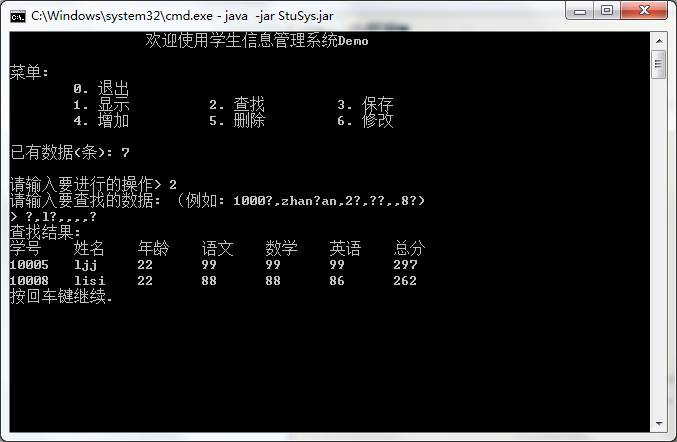 C:\Windows\system32\cmd.exe - java -jar StuSys.jar
欢迎使用学生信息管理系统Demo
菜单:
0. 退出
1. 显示 2. 查找 3. 保存
4. 增加 5. 删除 6. 修改
已有数据(条): 7
请输入要进行的操作> 2
请输入要查找的数据: (例如: 1000?,zhan?an,2?,??,,8?)
> ?,l?,,,,?
查找结果:
学号 姓名 年龄 语文 数学 英语 总分
10005 ljj 22 99 99 99 297
10008 lisi 22 88 88 86 262
按回车键继续.